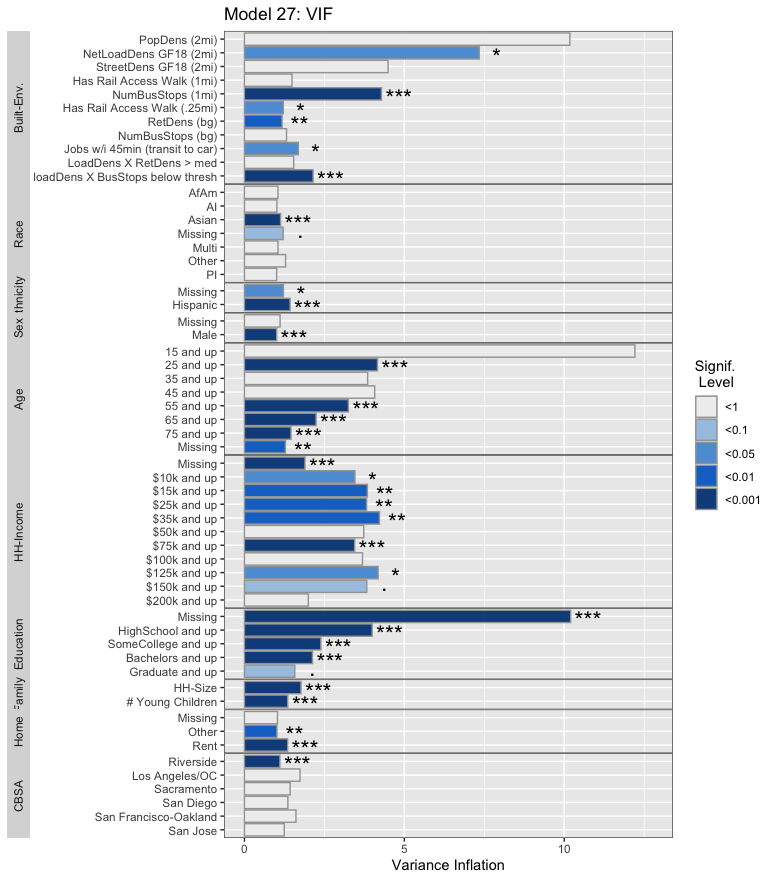 Model 27: VIF
Built-Env.
PopDens (2mi)
NetLoadDens GF18 (2mi) *
StreetDens GF18 (2mi)
Has Rail Access Walk (1mi)
NumBusStops (1mi) ***
Has Rail Access Walk (.25mi) *
RetDens (bg) **
NumBusStops (bg)
Jobs w/i 45min (transit to car) *
LoadDens X RetDens > med
loadDens X BusStops below thresh ***
Race
AfAm
AI
Asian ***
Missing .
Multi
Other
PI
thnicity
Missing *
Hispanic ***
Sex
Missing
Male ***
Age
15 and up
25 and up ***
35 and up
45 and up
55 and up ***
65 and up ***
75 and up ***
Missing **
HH-Income
Missing ***
$10k and up *
$15k and up **
$25k and up **
$35k and up **
$50k and up
$75k and up ***
$100k and up
$125k and up *
$150k and up .
$200k and up
Education
Missing ***
HighSchool and up ***
SomeCollege and up ***
Bachelors and up ***
Graduate and up .
Family
HH-Size ***
# Young Children ***
Home
Missing
Other **
Rent ***
CBSA
Riverside ***
Los Angeles/OC
Sacramento
San Diego
San Francisco-Oakland
San Jose
0 5 10
Variance Inflation
Signif.
Level
<1
<0.1
<0.05
<0.01
<0.001